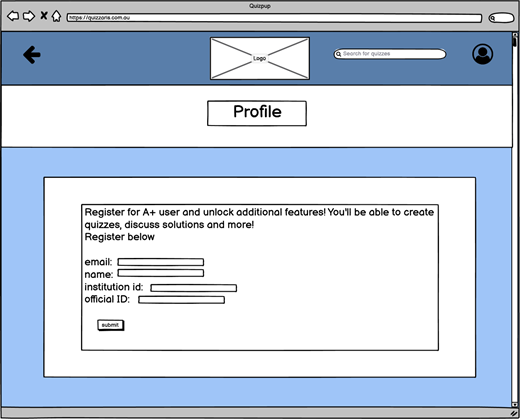 Quizpup
https://quizzone.com.au
Logo
Search for quizzes
Profile
Register for A+ user and unlock additional features! You'll be able to create
quizzes, discuss solutions and more!
Register below
email:
name:
institution id:
official ID:
submit